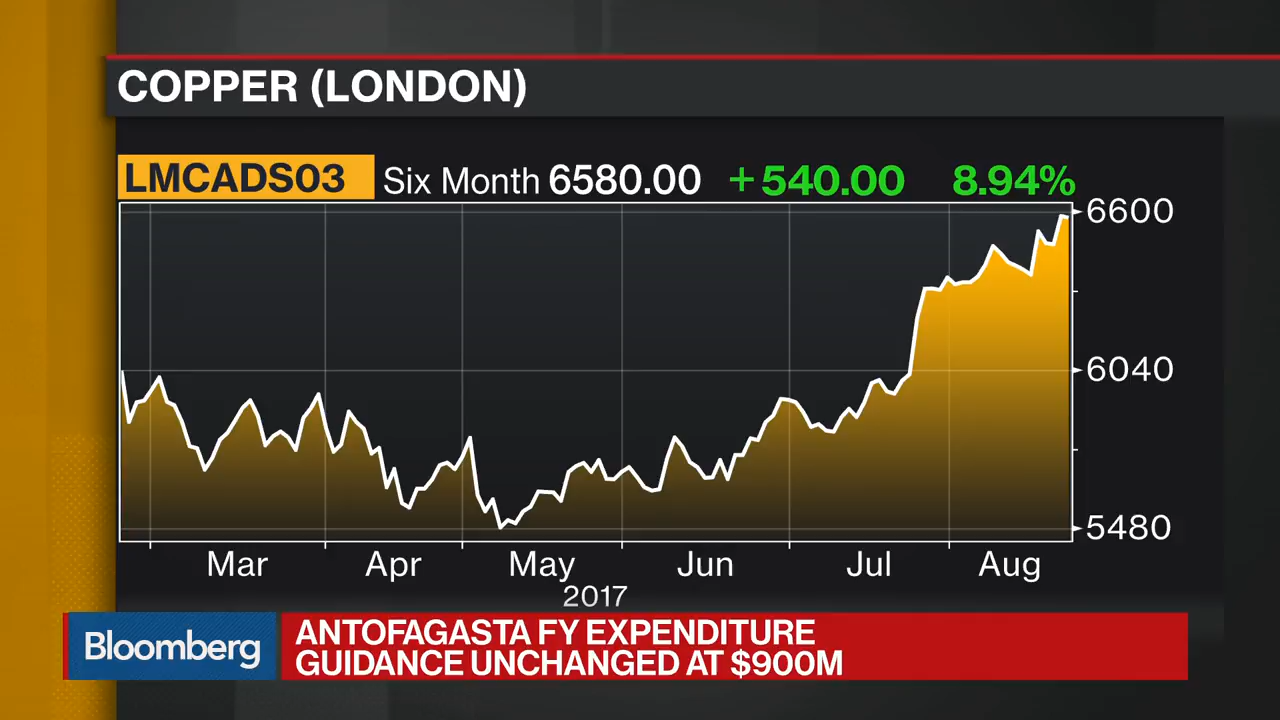 COPPER (LONDON)
LMCADS03 Six Month 6580.00 +540.00 8.94%
6600
6040
5480
Mar Apr May Jun Jul Aug
2017
Bloomberg
ANTOFAGASTA FY EXPENDITURE
GUIDANCE UNCHANGED AT $900M